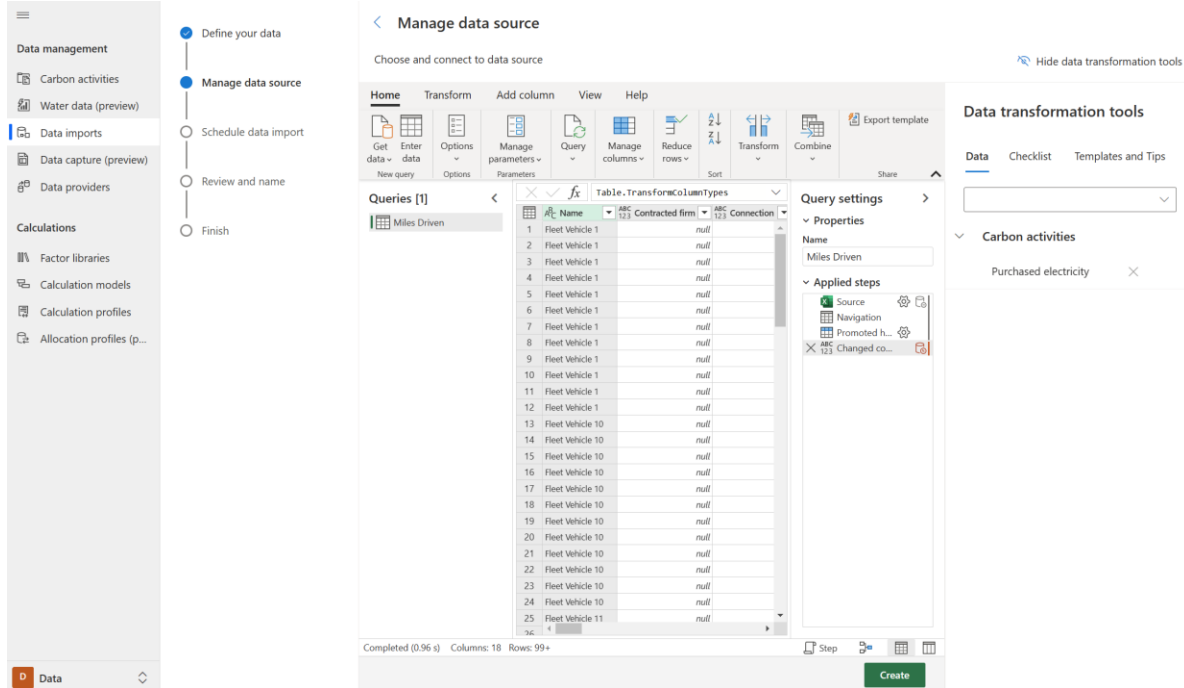 Data management
Carbon activities
Water data (preview)
Data imports
Data capture (preview)
Data providers
Calculations
Factor libraries
Calculation models
Calculation profiles
Allocation profiles (p...
D Data
Define your data
Manage data source
Schedule data import
Review and name
Finish
Manage data source
Choose and connect to data source
Hide data transformation tools
Home Transform Add column View Help
Get data Enter data Options Manage parameters Query Manage columns Reduce rows Transform Combine Export template
New query Options Parameters Sort Share
Queries [1]
Miles Driven
fx Table.TransformColumnTypes
ABC Name ABC 123 Contracted firm ABC 123 Connection
1 Fleet Vehicle 1 null
2 Fleet Vehicle 1 null
3 Fleet Vehicle 1 null
4 Fleet Vehicle 1 null
5 Fleet Vehicle 1 null
6 Fleet Vehicle 1 null
7 Fleet Vehicle 1 null
8 Fleet Vehicle 1 null
9 Fleet Vehicle 1 null
10 Fleet Vehicle 1 null
11 Fleet Vehicle 1 null
12 Fleet Vehicle 1 null
13 Fleet Vehicle 10 null
14 Fleet Vehicle 10 null
15 Fleet Vehicle 10 null
16 Fleet Vehicle 10 null
17 Fleet Vehicle 10 null
18 Fleet Vehicle 10 null
19 Fleet Vehicle 10 null
20 Fleet Vehicle 10 null
21 Fleet Vehicle 10 null
22 Fleet Vehicle 10 null
23 Fleet Vehicle 10 null
24 Fleet Vehicle 10 null
25 Fleet Vehicle 11 null
26
Query settings
Properties
Name
Miles Driven
Applied steps
Source
Navigation
Promoted h...
ABC 123 Changed co...
Completed (0.96 s) Columns: 18 Rows: 99+
Step
Create
Data transformation tools
Data Checklist Templates and Tips
Carbon activities
Purchased electricity